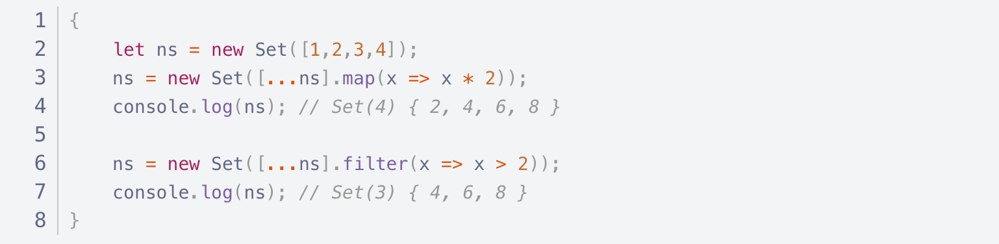 1 {
2     let ns = new Set([1,2,3,4]);
3     ns = new Set([...ns].map(x => x * 2));
4     console.log(ns); // Set(4) { 2, 4, 6, 8 }
5
6     ns = new Set([...ns].filter(x => x > 2));
7     console.log(ns); // Set(3) { 4, 6, 8 }
8 }